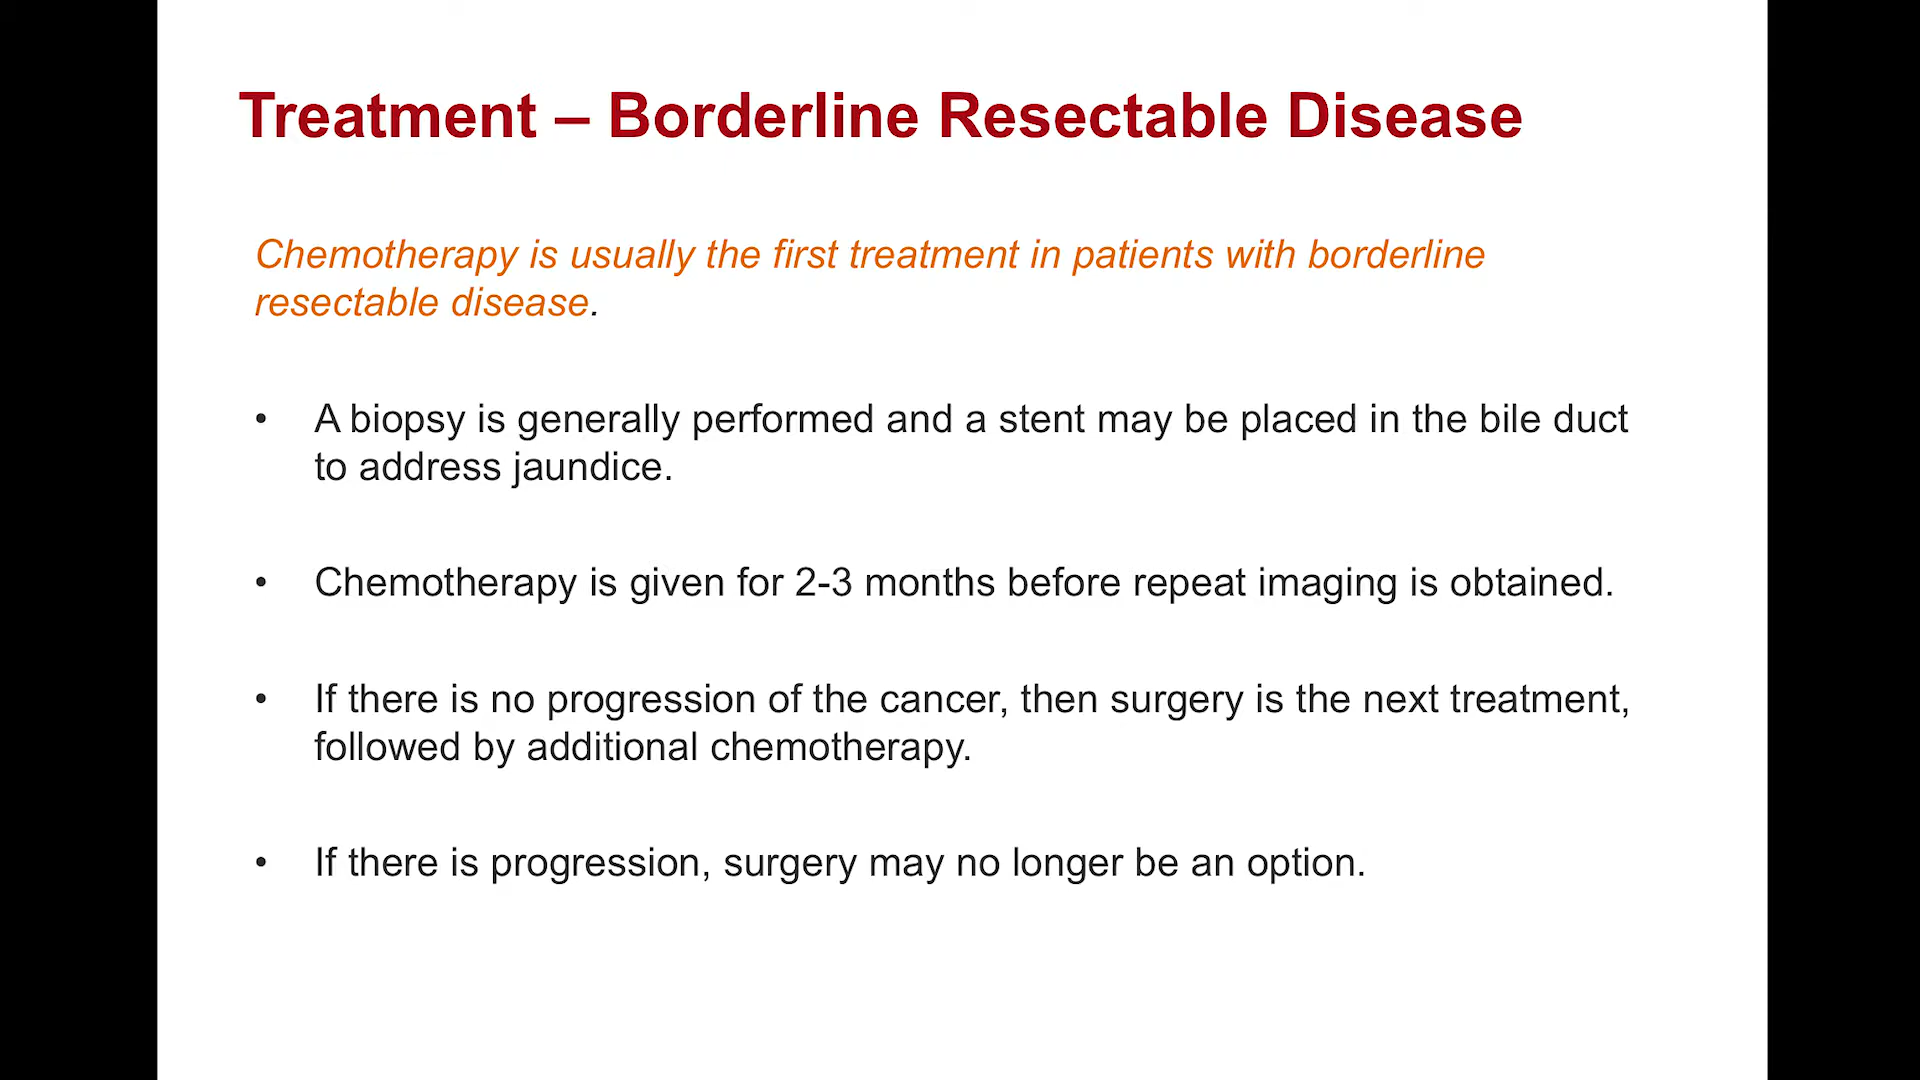 Treatment – Borderline Resectable Disease
Chemotherapy is usually the first treatment in patients with borderline
resectable disease.
• A biopsy is generally performed and a stent may be placed in the bile duct
to address jaundice.
• Chemotherapy is given for 2-3 months before repeat imaging is obtained.
• If there is no progression of the cancer, then surgery is the next treatment,
followed by additional chemotherapy.
• If there is progression, surgery may no longer be an option.